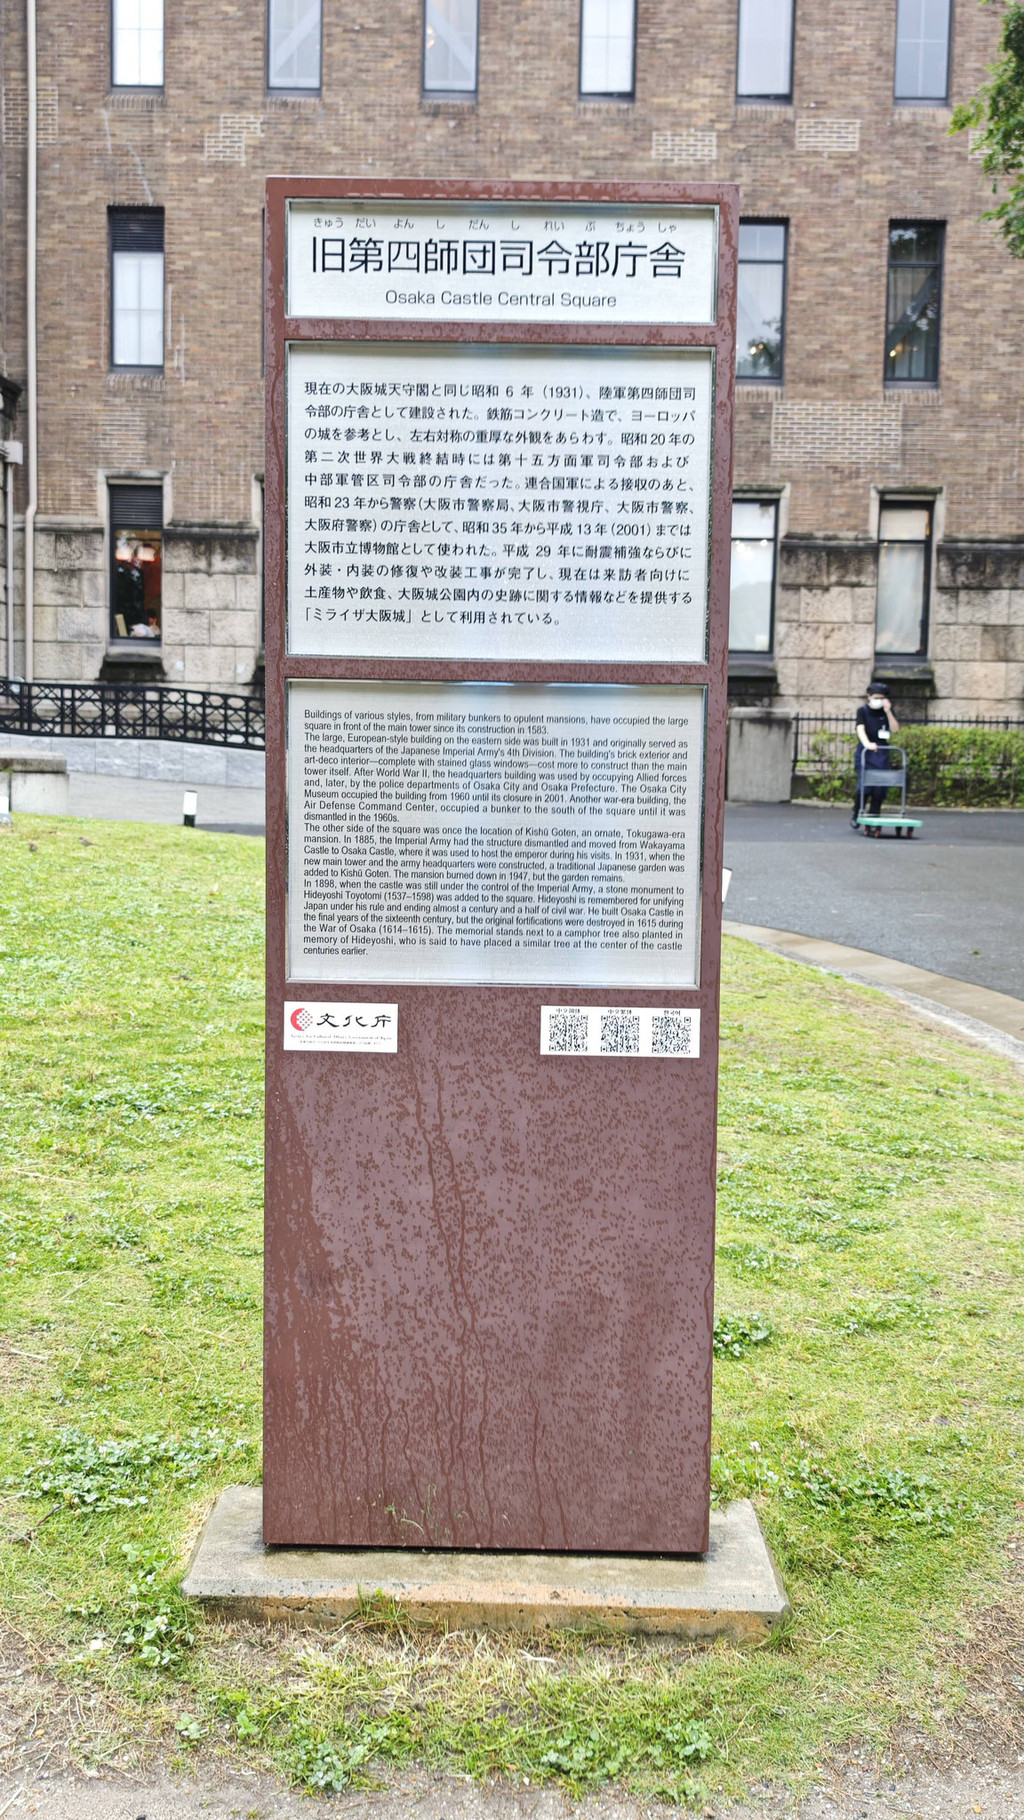 きゅう だい よん し だん し れい ぶ ちょう しゃ
旧第四師団司令部庁舎
Osaka Castle Central Square
現在の大阪城天守閣と同じ昭和 6 年（1931）、陸軍第四師団司
令部の庁舎として建設された。鉄筋コンクリート造で、ヨーロッパ
の城を参考とし、左右対称の重厚な外観をあらわす。昭和 20 年の
第二次世界大戦終結時には第十五方面軍司令部および
中部軍管区司令部の庁舎だった。連合国軍による接収のあと、
昭和 23 年から警察（大阪市警察局、大阪市警視庁、大阪市警察、
大阪府警察）の庁舎として、昭和 35 年から平成 13 年（2001）までは
大阪市立博物館として使われた。平成 29 年に耐震補強ならびに
外装・内装の修復や改装工事が完了し、現在は来訪者向けに
土産物や飲食、大阪城公園内の史跡に関する情報などを提供する
「ミライザ大阪城」として利用されている。
Buildings of various styles, from military bunkers to opulent mansions, have occupied the large
square in front of the main tower since its construction in 1583.
The large, European-style building on the eastern side was built in 1931 and originally served as
the headquarters of the Japanese Imperial Army's 4th Division. The building's brick exterior and
art-deco interior—complete with stained glass windows—cost more to construct than the main
tower itself. After World War II, the headquarters building was used by occupying Allied forces
and, later, by the police departments of Osaka City and Osaka Prefecture. The Osaka City
Museum occupied the building from 1960 until its closure in 2001. Another war-era building, the
Air Defense Command Center, occupied a bunker to the south of the square until it was
dismantled in the 1960s.
The other side of the square was once the location of Kishū Goten, an ornate, Tokugawa-era
mansion. In 1885, the Imperial Army had the structure dismantled and moved from Wakayama
Castle to Osaka Castle, where it was used to host the emperor during his visits. In 1931, when the
new main tower and the army headquarters were constructed, a traditional Japanese garden was
added to Kishū Goten. The mansion burned down in 1947, but the garden remains.
In 1898, when the castle was still under the control of the Imperial Army, a stone monument to
Hideyoshi Toyotomi (1537–1598) was added to the square. Hideyoshi is remembered for unifying
Japan under his rule and ending almost a century and a half of civil war. He built Osaka Castle in
the final years of the sixteenth century, but the original fortifications were destroyed in 1615 during
the War of Osaka (1614–1615). The memorial stands next to a camphor tree also planted in
memory of Hideyoshi, who is said to have placed a similar tree at the center of the castle
centuries earlier.
文化庁
Agency for Cultural Affairs, Government of Japan
中文简体 中文繁體 한국어